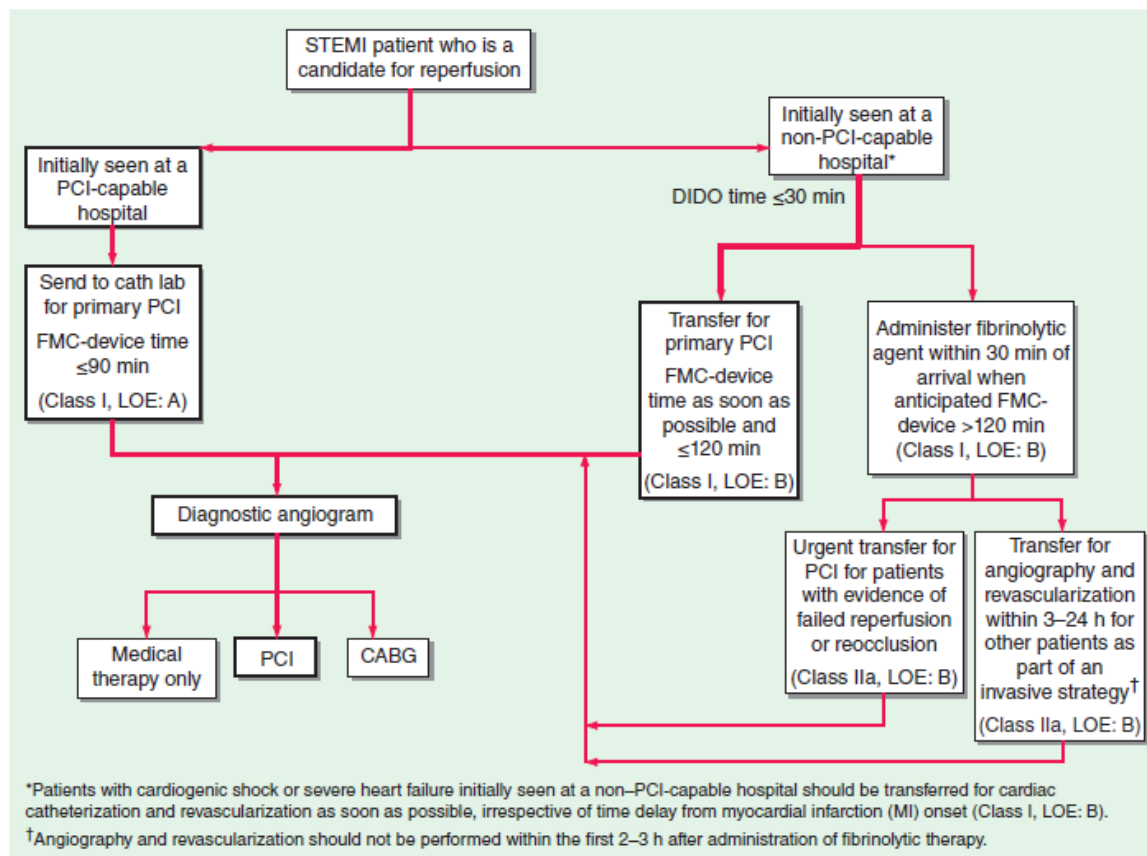 STEMI patient who is a
candidate for reperfusion
Initially seen at a
non-PCI-capable
hospital*
Initially seen at a
PCI-capable
hospital
DIDO time ≤30 min
Send to cath lab
for primary PCI
FMC-device time
≤90 min
(Class I, LOE: A)
Transfer for
primary PCI
FMC-device
time as soon as
possible and
≤120 min
(Class I, LOE: B)
Administer fibrinolytic
agent within 30 min of
arrival when
anticipated FMC-
device >120 min
(Class I, LOE: B)
Diagnostic angiogram
Medical
therapy only
PCI
CABG
Urgent transfer for
PCI for patients
with evidence of
failed reperfusion
or reocclusion
(Class IIa, LOE: B)
Transfer for
angiography and
revascularization
within 3–24 h for
other patients as
part of an
invasive strategy†
(Class IIa, LOE: B)
*Patients with cardiogenic shock or severe heart failure initially seen at a non–PCI-capable hospital should be transferred for cardiac
catheterization and revascularization as soon as possible, irrespective of time delay from myocardial infarction (MI) onset (Class I, LOE: B).
†Angiography and revascularization should not be performed within the first 2–3 h after administration of fibrinolytic therapy.